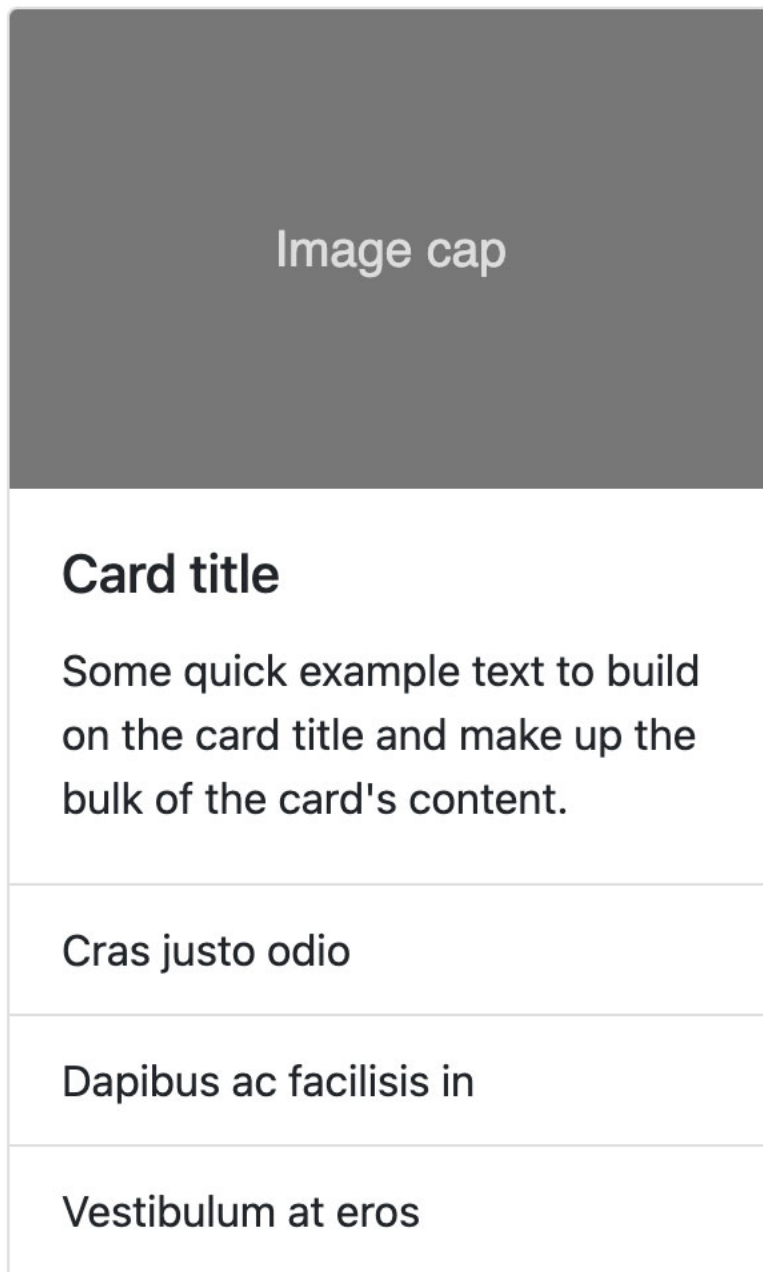 Image cap
Card title
Some quick example text to build
on the card title and make up the
bulk of the card's content.
Cras justo odio
Dapibus ac facilisis in
Vestibulum at eros